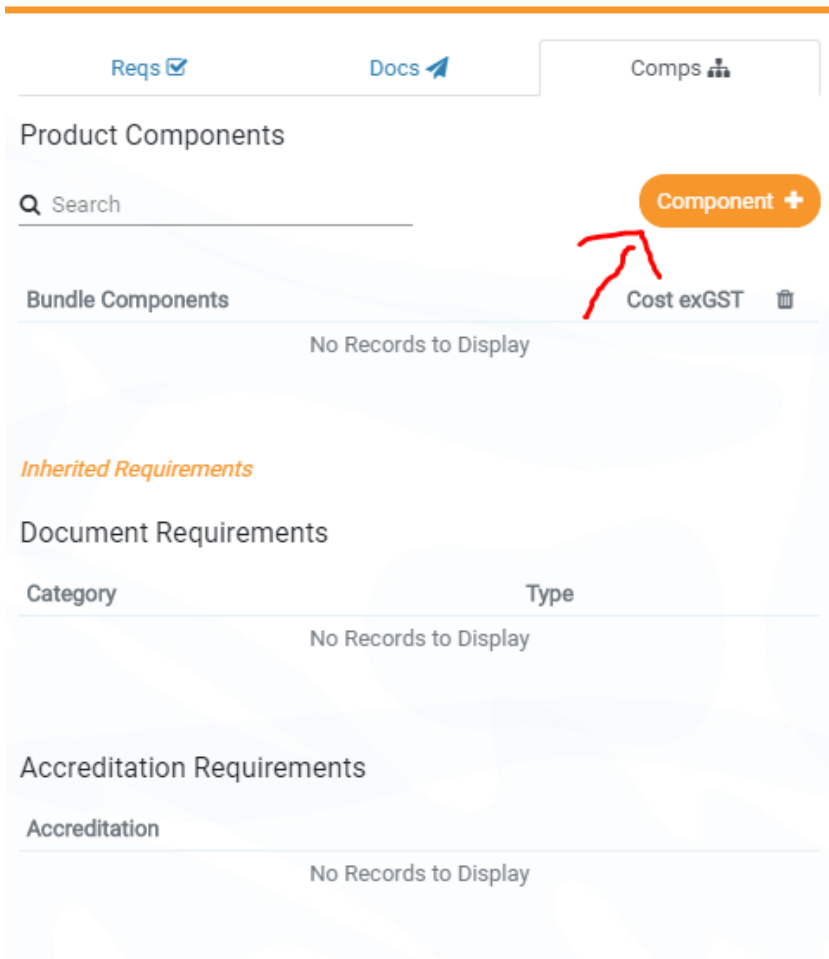 Reqs Docs Comps
Product Components
Search Component +
Bundle Components Cost exGST
No Records to Display
Inherited Requirements
Document Requirements
Category Type
No Records to Display
Accreditation Requirements
Accreditation
No Records to Display